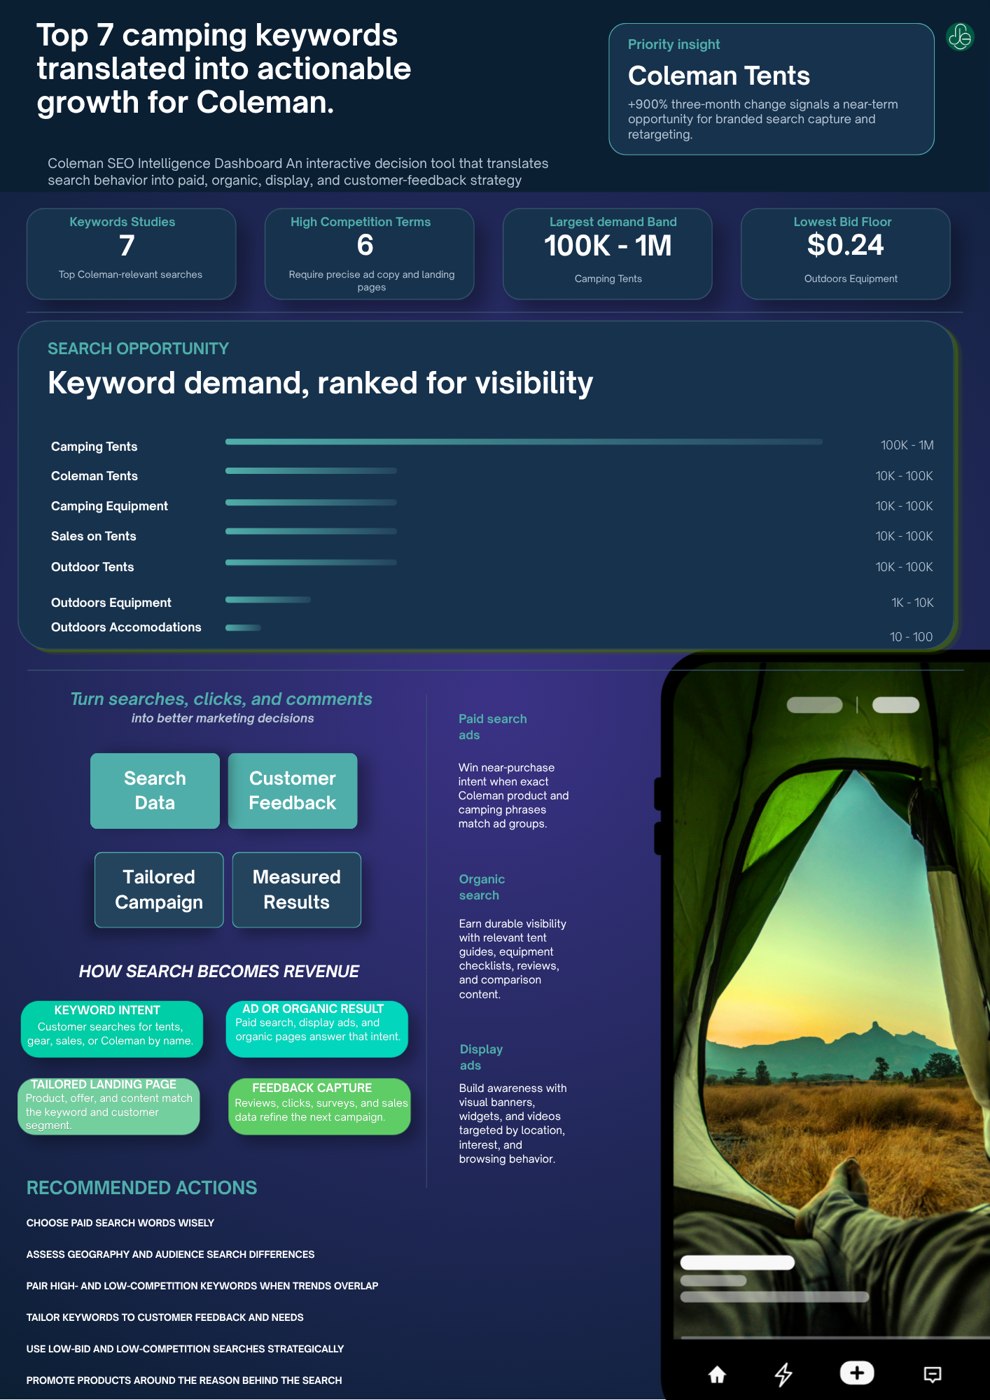 Top 7 camping keywords
translated into actionable
growth for Coleman.
Coleman SEO Intelligence Dashboard An interactive decision tool that translates
search behavior into paid, organic, display, and customer-feedback strategy
Priority insight
Coleman Tents
+900% three-month change signals a near-term
opportunity for branded search capture and
retargeting.
Keywords Studies
7
Top Coleman-relevant searches
High Competition Terms
6
Require precise ad copy and landing
pages
Largest demand Band
100K - 1M
Camping Tents
Lowest Bid Floor
$0.24
Outdoors Equipment
SEARCH OPPORTUNITY
Keyword demand, ranked for visibility
Camping Tents 100K - 1M
Coleman Tents 10K - 100K
Camping Equipment 10K - 100K
Sales on Tents 10K - 100K
Outdoor Tents 10K - 100K
Outdoors Equipment 1K - 10K
Outdoors Accomodations 10 - 100
Turn searches, clicks, and comments
into better marketing decisions
Search
Data
Customer
Feedback
Tailored
Campaign
Measured
Results
HOW SEARCH BECOMES REVENUE
KEYWORD INTENT
Customer searches for tents,
gear, sales, or Coleman by name.
AD OR ORGANIC RESULT
Paid search, display ads, and
organic pages answer that intent.
TAILORED LANDING PAGE
Product, offer, and content match
the keyword and customer
segment.
FEEDBACK CAPTURE
Reviews, clicks, surveys, and sales
data refine the next campaign.
Paid search
ads
Win near-purchase
intent when exact
Coleman product and
camping phrases
match ad groups.
Organic
search
Earn durable visibility
with relevant tent
guides, equipment
checklists, reviews,
and comparison
content.
Display
ads
Build awareness with
visual banners,
widgets, and videos
targeted by location,
interest, and
browsing behavior.
RECOMMENDED ACTIONS
CHOOSE PAID SEARCH WORDS WISELY
ASSESS GEOGRAPHY AND AUDIENCE SEARCH DIFFERENCES
PAIR HIGH- AND LOW-COMPETITION KEYWORDS WHEN TRENDS OVERLAP
TAILOR KEYWORDS TO CUSTOMER FEEDBACK AND NEEDS
USE LOW-BID AND LOW-COMPETITION SEARCHES STRATEGICALLY
PROMOTE PRODUCTS AROUND THE REASON BEHIND THE SEARCH